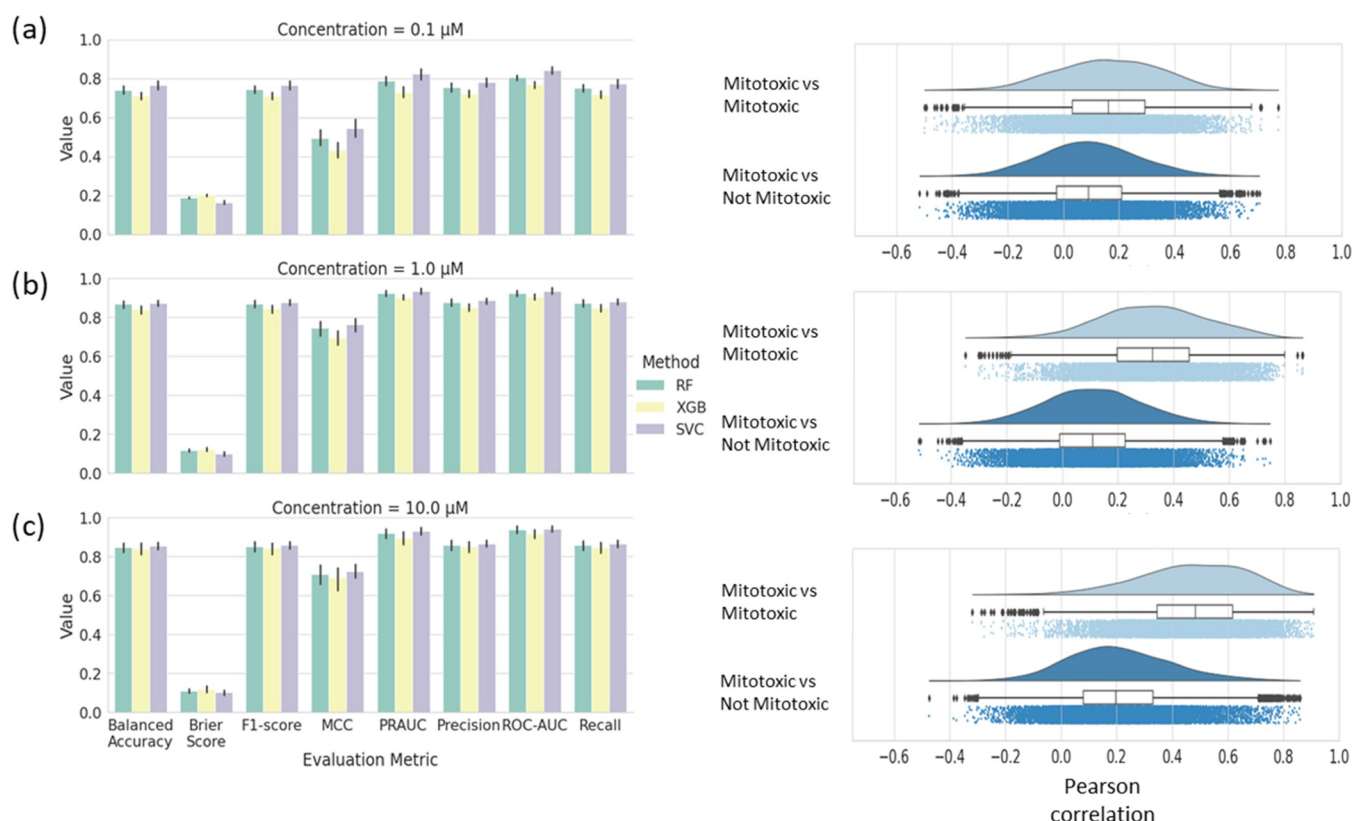 (a)
Concentration = 0.1 µM
1.0
0.8
0.6
0.4
0.2
0.0
Value
Mitotoxic vs
Mitotoxic
Mitotoxic vs
Not Mitotoxic
−0.6 −0.4 −0.2 0.0 0.2 0.4 0.6 0.8 1.0
(b)
Concentration = 1.0 µM
1.0
0.8
0.6
0.4
0.2
0.0
Value
Method
RF
XGB
SVC
Mitotoxic vs
Mitotoxic
Mitotoxic vs
Not Mitotoxic
−0.6 −0.4 −0.2 0.0 0.2 0.4 0.6 0.8 1.0
(c)
Concentration = 10.0 µM
1.0
0.8
0.6
0.4
0.2
0.0
Value
Balanced Accuracy
Brier Score
F1-score
MCC
PRAUC
Precision
ROC-AUC
Recall
Evaluation Metric
Mitotoxic vs
Mitotoxic
Mitotoxic vs
Not Mitotoxic
−0.6 −0.4 −0.2 0.0 0.2 0.4 0.6 0.8 1.0
Pearson
correlation